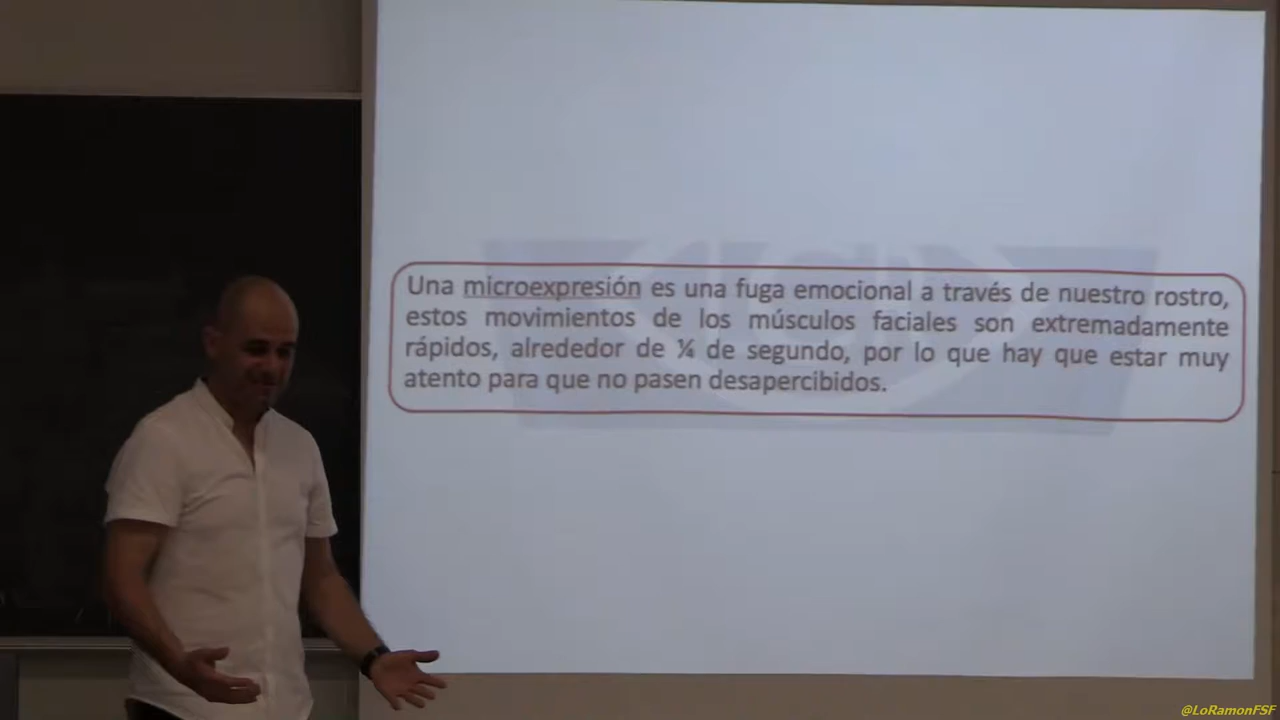 Una microexpresión es una fuga emocional a través de nuestro rostro,
estos movimientos de los músculos faciales son extremadamente
rápidos, alrededor de ¼ de segundo, por lo que hay que estar muy
atento para que no pasen desapercibidos.
@LoRamonFSF